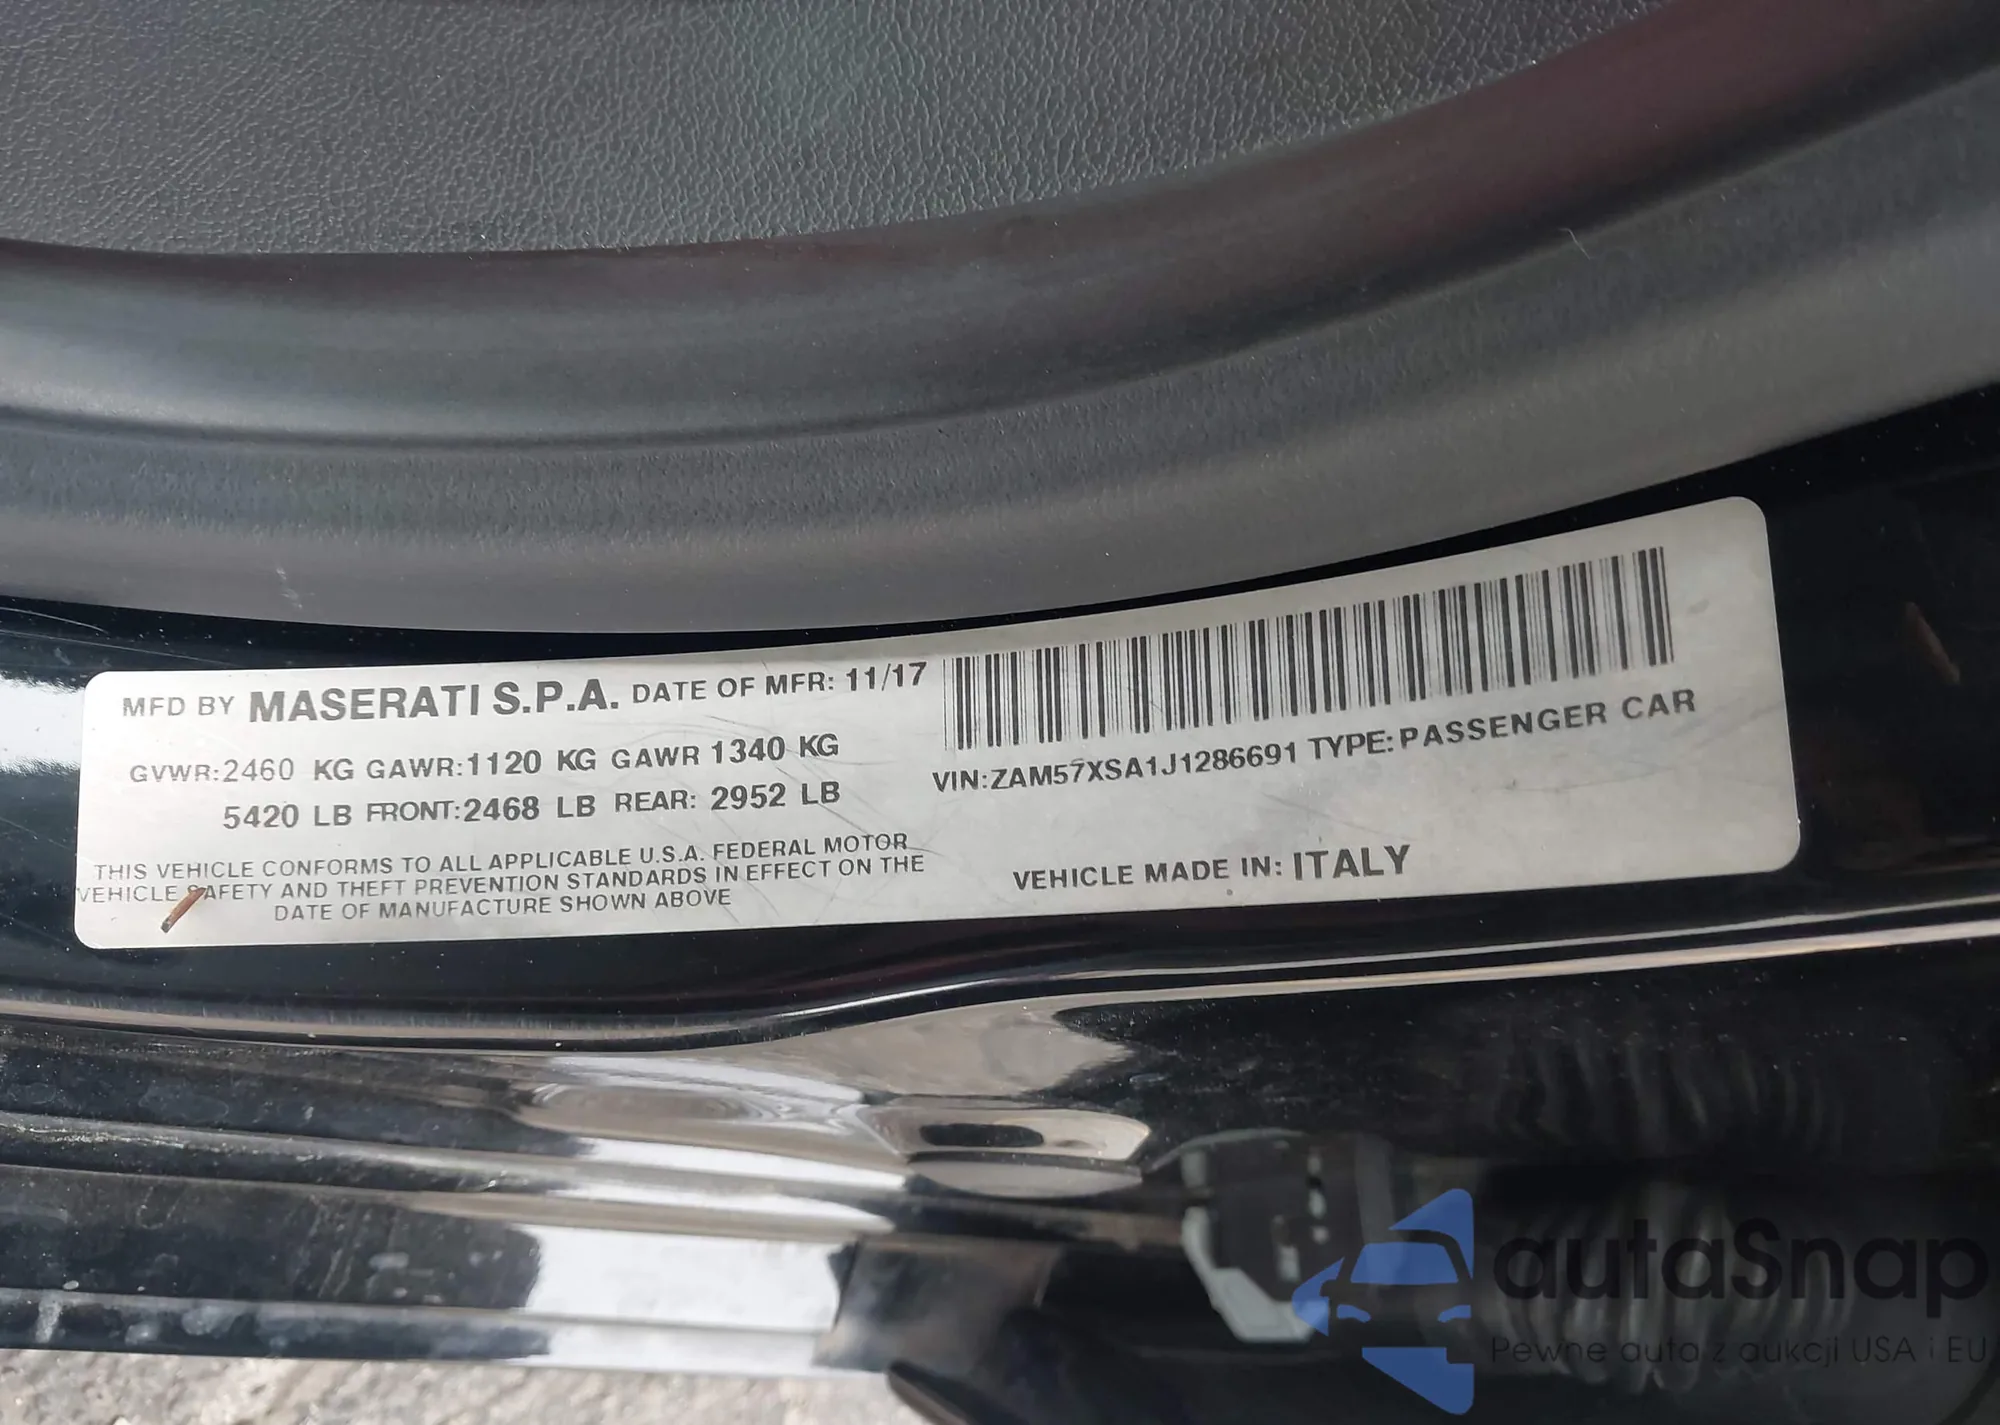 MFD BY MASERATI S.P.A. DATE OF MFR: 11/17
GVWR:2460 KG GAWR:1120 KG GAWR 1340 KG
5420 LB FRONT:2468 LB REAR: 2952 LB
THIS VEHICLE CONFORMS TO ALL APPLICABLE U.S.A. FEDERAL MOTOR
VEHICLE SAFETY AND THEFT PREVENTION STANDARDS IN EFFECT ON THE
DATE OF MANUFACTURE SHOWN ABOVE
VIN:ZAM57XSA1J1286691 TYPE:PASSENGER CAR
VEHICLE MADE IN: ITALY
autaSnap
Pewne auta z aukcji USA i EU